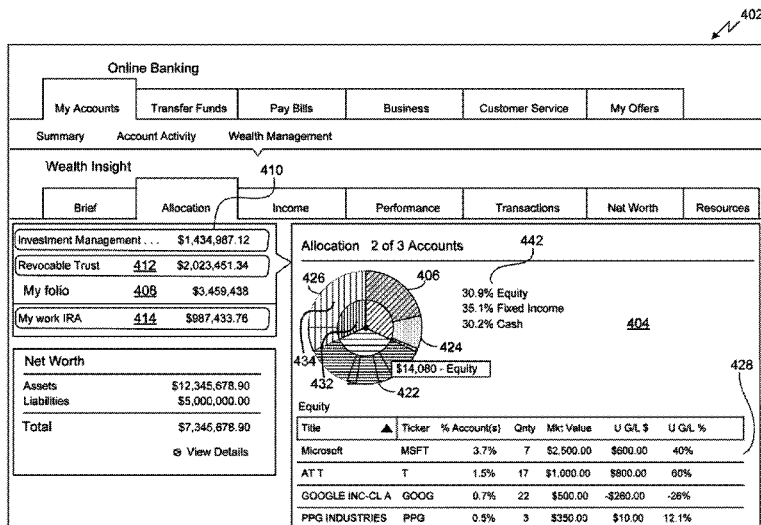 402
Online Banking
My Accounts Transfer Funds Pay Bills Business Customer Service My Offers
Summary Account Activity Wealth Management
Wealth Insight
410
Brief Allocation Income Performance Transactions Net Worth Resources
Investment Management . . . $1,434,987.12
Revocable Trust 412 $2,023,451.34
My folio 408 $3,459,438
My work IRA 414 $987,433.76
Net Worth
Assets $12,345,678.90
Liabilities $5,000,000.00
Total $7,345,678.90
View Details
Allocation 2 of 3 Accounts
442
426 406
30.9% Equity
35.1% Fixed Income
30.2% Cash
404
434 424
432 $14,080 - Equity
422
428
Equity
Title ▲ Ticker % Account(s) Qnty Mkt Value U G/L $ U G/L %
Microsoft MSFT 3.7% 7 $2,500.00 $600.00 40%
AT T T 1.5% 17 $1,000.00 $800.00 60%
GOOGLE INC-CL A GOOG 0.7% 22 $500.00 -$260.00 -26%
PPG INDUSTRIES PPG 0.5% 3 $350.00 $10.00 12.1%